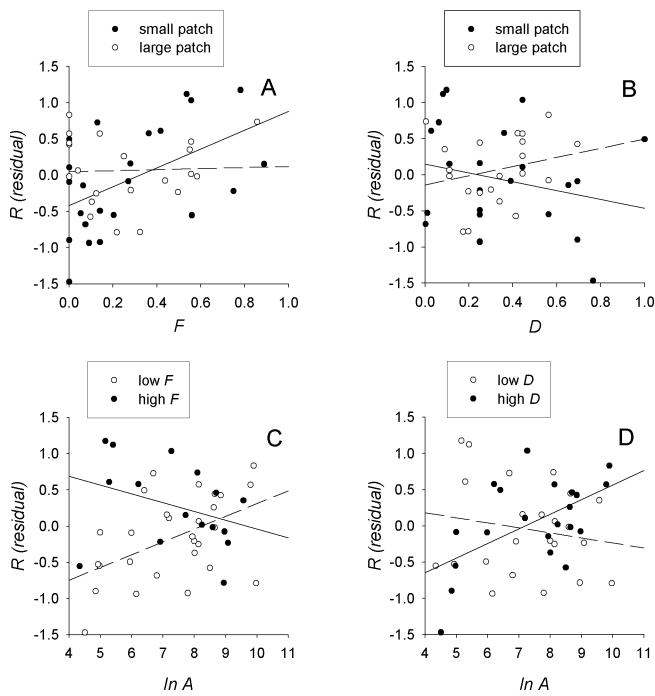 small patch
large patch
A
1.5
1.0
0.5
0.0
-0.5
-1.0
-1.5
R (residual)
0.0 0.2 0.4 0.6 0.8 1.0
F
small patch
large patch
B
1.5
1.0
0.5
0.0
-0.5
-1.0
-1.5
R (residual)
0.0 0.2 0.4 0.6 0.8 1.0
D
low F
high F
C
1.5
1.0
0.5
0.0
-0.5
-1.0
-1.5
R (residual)
4 5 6 7 8 9 10 11
ln A
low D
high D
D
1.5
1.0
0.5
0.0
-0.5
-1.0
-1.5
R (residual)
4 5 6 7 8 9 10 11
ln A